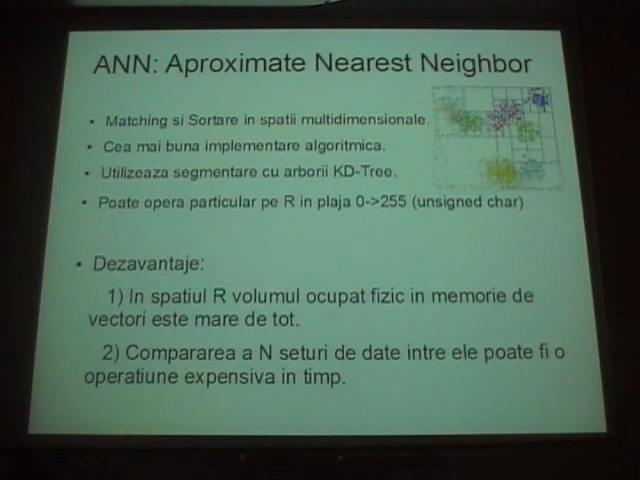 ANN: Aproximate Nearest Neighbor
• Matching si Sortare in spatii multidimensionale.
• Cea mai buna implementare algoritmica.
• Utilizeaza segmentare cu arborii KD-Tree.
• Poate opera particular pe R in plaja 0->255 (unsigned char)
• Dezavantaje:
1) In spatiul R volumul ocupat fizic in memorie de
vectori este mare de tot.
2) Compararea a N seturi de date intre ele poate fi o
operatiune expensiva in timp.